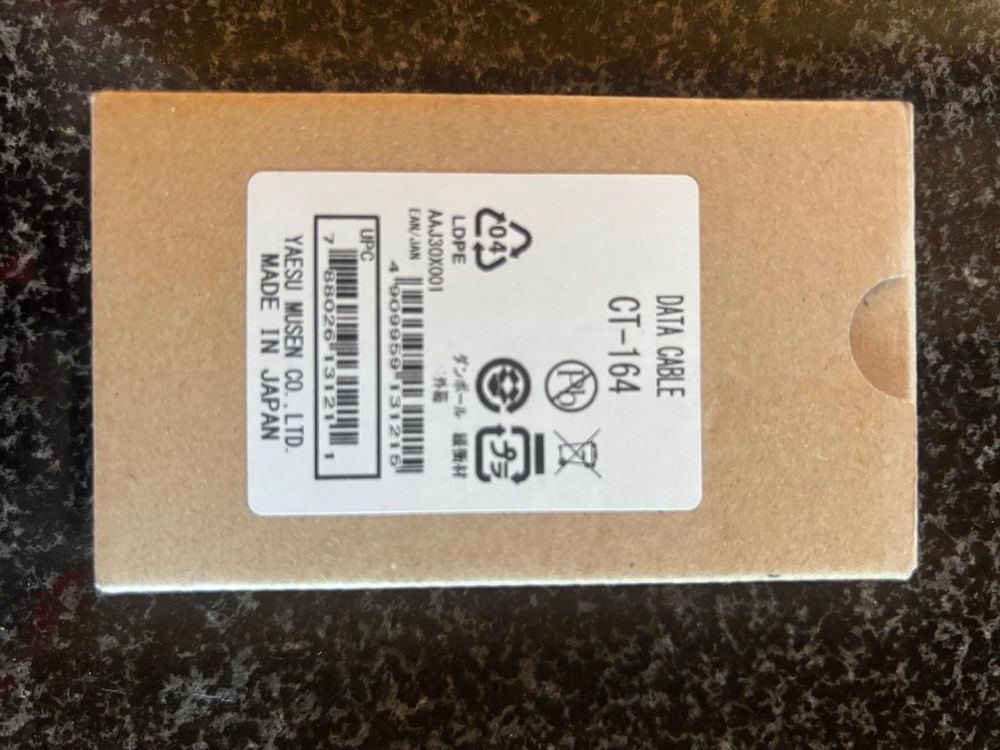 DATA CABLE
CT-164
Pb
04
LDPE
プラ
ダンボール
外箱
緩衝材
AAJ30X001
EAN/JAN
4 909959 131215
UPC
7 88026 13121 1
YAESU MUSEN CO.,LTD.
MADE IN JAPAN